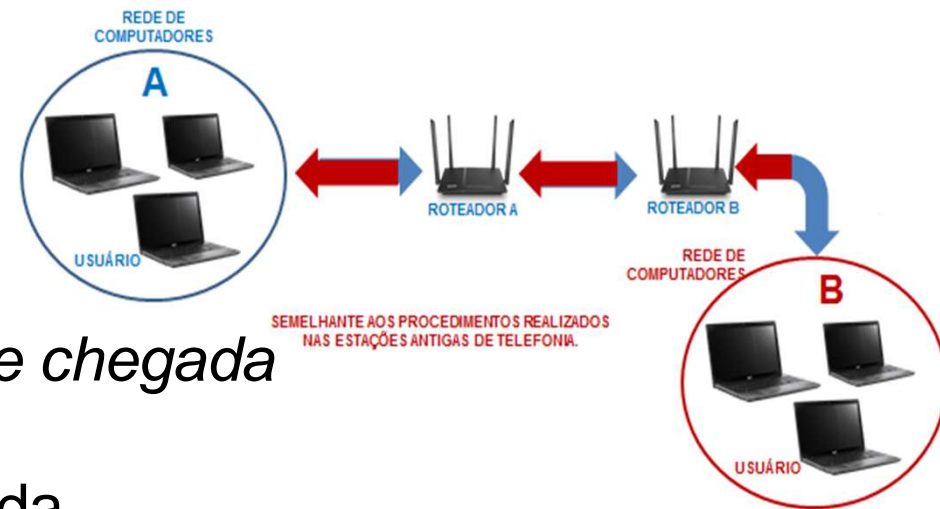 REDE DE
COMPUTADORES
A
USUÁRIO
ROTEADOR A
ROTEADOR B
REDE DE
COMPUTADORES
B
USUÁRIO
SEMELHANTE AOS PROCEDIMENTOS REALIZADOS
NAS ESTAÇÕES ANTIGAS DE TELEFONIA.
e chegada
da